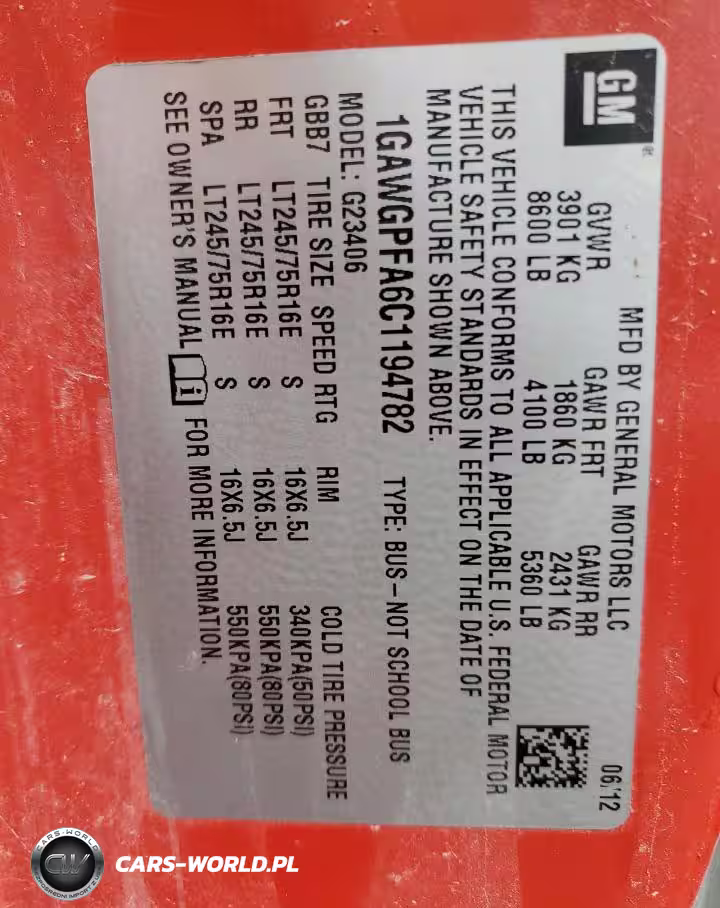 GM
MFD BY GENERAL MOTORS LLC 06/12
GVWR GAWR FRT GAWR RR
3901 KG 1860 KG 2431 KG
8600 LB 4100 LB 5360 LB
THIS VEHICLE CONFORMS TO ALL APPLICABLE U.S. FEDERAL MOTOR
VEHICLE SAFETY STANDARDS IN EFFECT ON THE DATE OF
MANUFACTURE SHOWN ABOVE.
1GAWGPFA6C1194782 TYPE: BUS-NOT SCHOOL BUS
MODEL: G23406
GBB7 TIRE SIZE SPEED RTG RIM COLD TIRE PRESSURE
FRT LT245/75R16E S 16X6.5J 340KPA(50PSI)
RR LT245/75R16E S 16X6.5J 550KPA(80PSI)
SPA LT245/75R16E S 16X6.5J 550KPA(80PSI)
SEE OWNER'S MANUAL i FOR MORE INFORMATION.
CARS-WORLD
CW
CARS-WORLD.PL